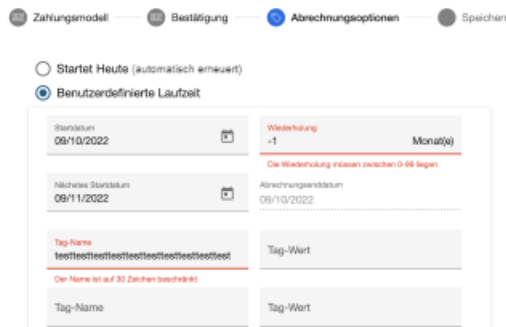 Zahlungsmodell
Bestätigung
Abrechnungsoptionen
Speichern
Startet Heute (automatisch erneuert)
Benutzerdefinierte Laufzeit
Startdatum
09/10/2022
Wiederholung
-1 Monat(e)
Die Wiederholung müssen zwischen 0-99 liegen
Nächstes Startdatum
09/11/2022
Abrechnungsenddatum
09/10/2022
Tag-Name
testtesttesttesttesttesttesttesttesttest
Der Name ist auf 30 Zeichen beschränkt
Tag-Wert
Tag-Name
Tag-Wert